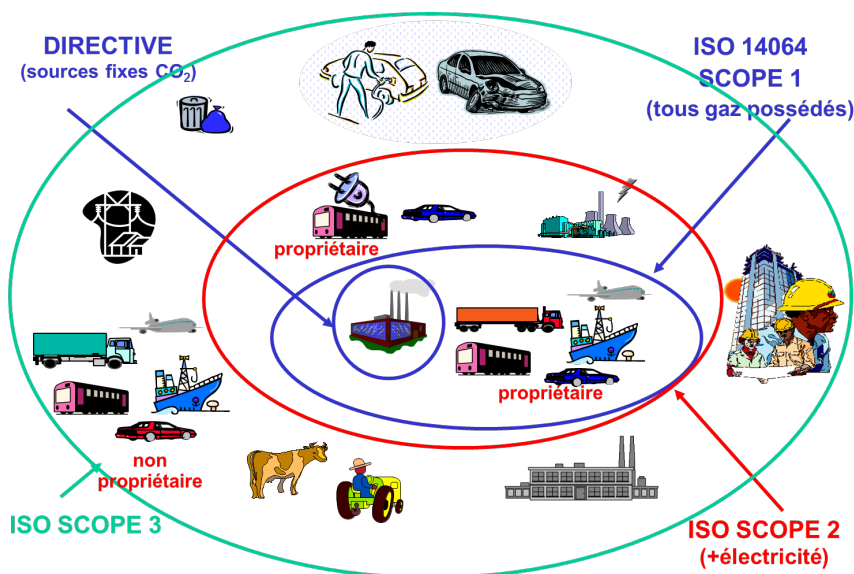 DIRECTIVE
(sources fixes CO₂)
ISO 14064
SCOPE 1
(tous gaz possédés)
propriétaire
propriétaire
non
propriétaire
ISO SCOPE 3
ISO SCOPE 2
(+électricité)